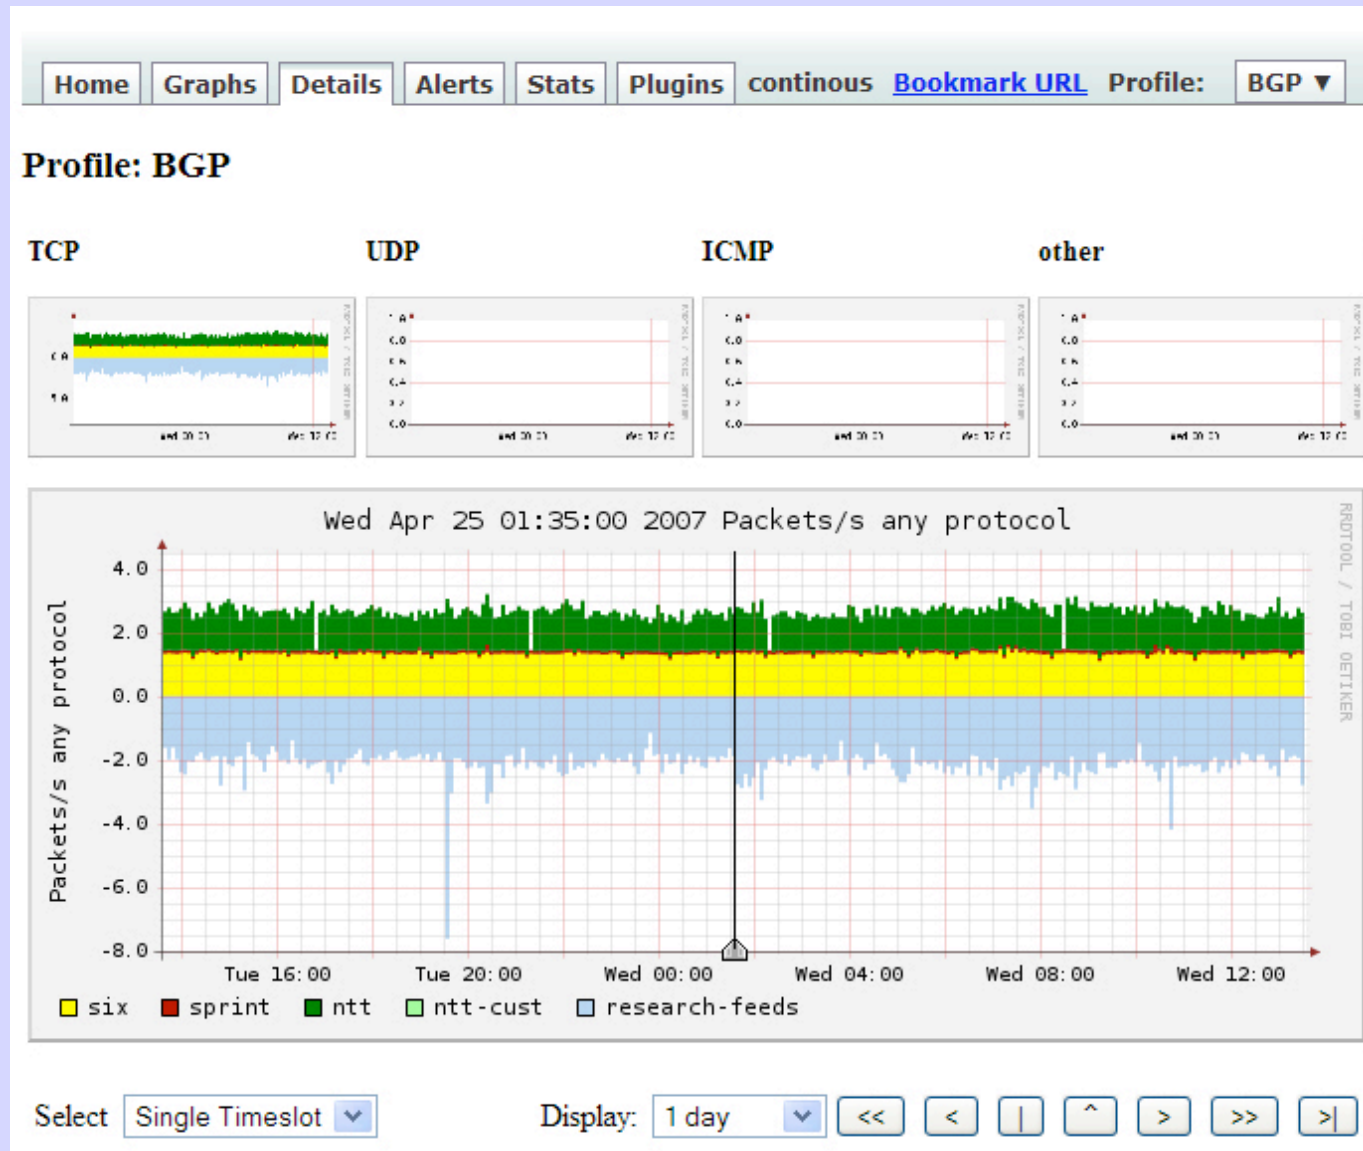 Home Graphs Details Alerts Stats Plugins continous Bookmark URL Profile: BGP ▼
Profile: BGP
TCP UDP ICMP other
Wed Apr 25 01:35:00 2007 Packets/s any protocol
Packets/s any protocol
4.0
2.0
0.0
-2.0
-4.0
-6.0
-8.0
Tue 16:00 Tue 20:00 Wed 00:00 Wed 04:00 Wed 08:00 Wed 12:00
RRDTOOL / TOBI OETIKER
six sprint ntt ntt-cust research-feeds
Select Single Timeslot Display: 1 day << < | ^ > >> >|